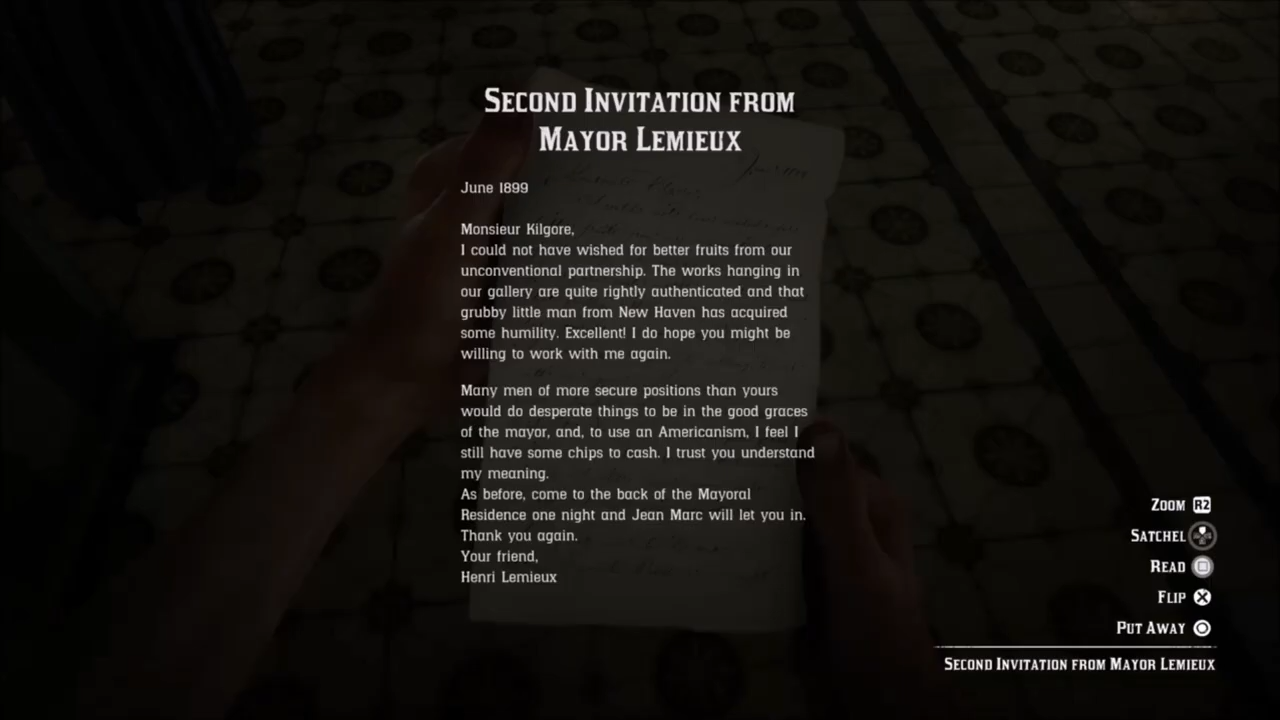 Second Invitation from
Mayor Lemieux
June 1899
Monsieur Kilgore,
I could not have wished for better fruits from our
unconventional partnership. The works hanging in
our gallery are quite rightly authenticated and that
grubby little man from New Haven has acquired
some humility. Excellent! I do hope you might be
willing to work with me again.
Many men of more secure positions than yours
would do desperate things to be in the good graces
of the mayor, and, to use an Americanism, I feel I
still have some chips to cash. I trust you understand
my meaning.
As before, come to the back of the Mayoral
Residence one night and Jean Marc will let you in.
Thank you again.
Your friend,
Henri Lemieux
Zoom R2
Satchel
Read
Flip
Put Away
Second Invitation from Mayor Lemieux